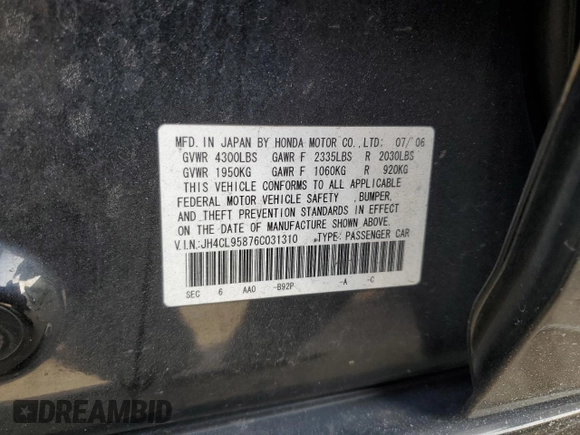 MFD. IN JAPAN BY HONDA MOTOR CO., LTD: 07/ 06
GVWR 4300LBS GAWR F 2335LBS R 2030LBS
GVWR 1950KG GAWR F 1060KG R 920KG
THIS VEHICLE CONFORMS TO ALL APPLICABLE
FEDERAL MOTOR VEHICLE SAFETY , BUMPER,
AND THEFT PREVENTION STANDARDS IN EFFECT
ON THE DATE OF MANUFACTURE SHOWN ABOVE.
V.I.N:JH4CL95876C031310 TYPE: PASSENGER CAR
SEC 6 AAO -B92P -A -C
DREAMBID